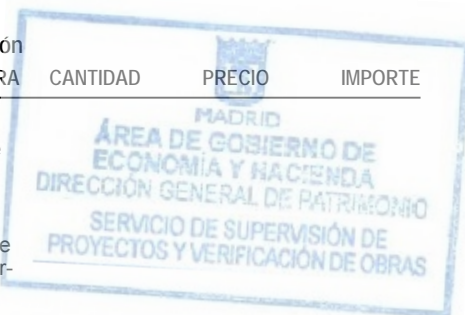 ón
RA CANTIDAD PRECIO IMPORTE
MADRID
ÁREA DE GOBIERNO DE
ECONOMÍA Y HACIENDA
DIRECCIÓN GENERAL DE PATRIMONIO
SERVICIO DE SUPERVISIÓN DE
PROYECTOS Y VERIFICACIÓN DE OBRAS
e
r-